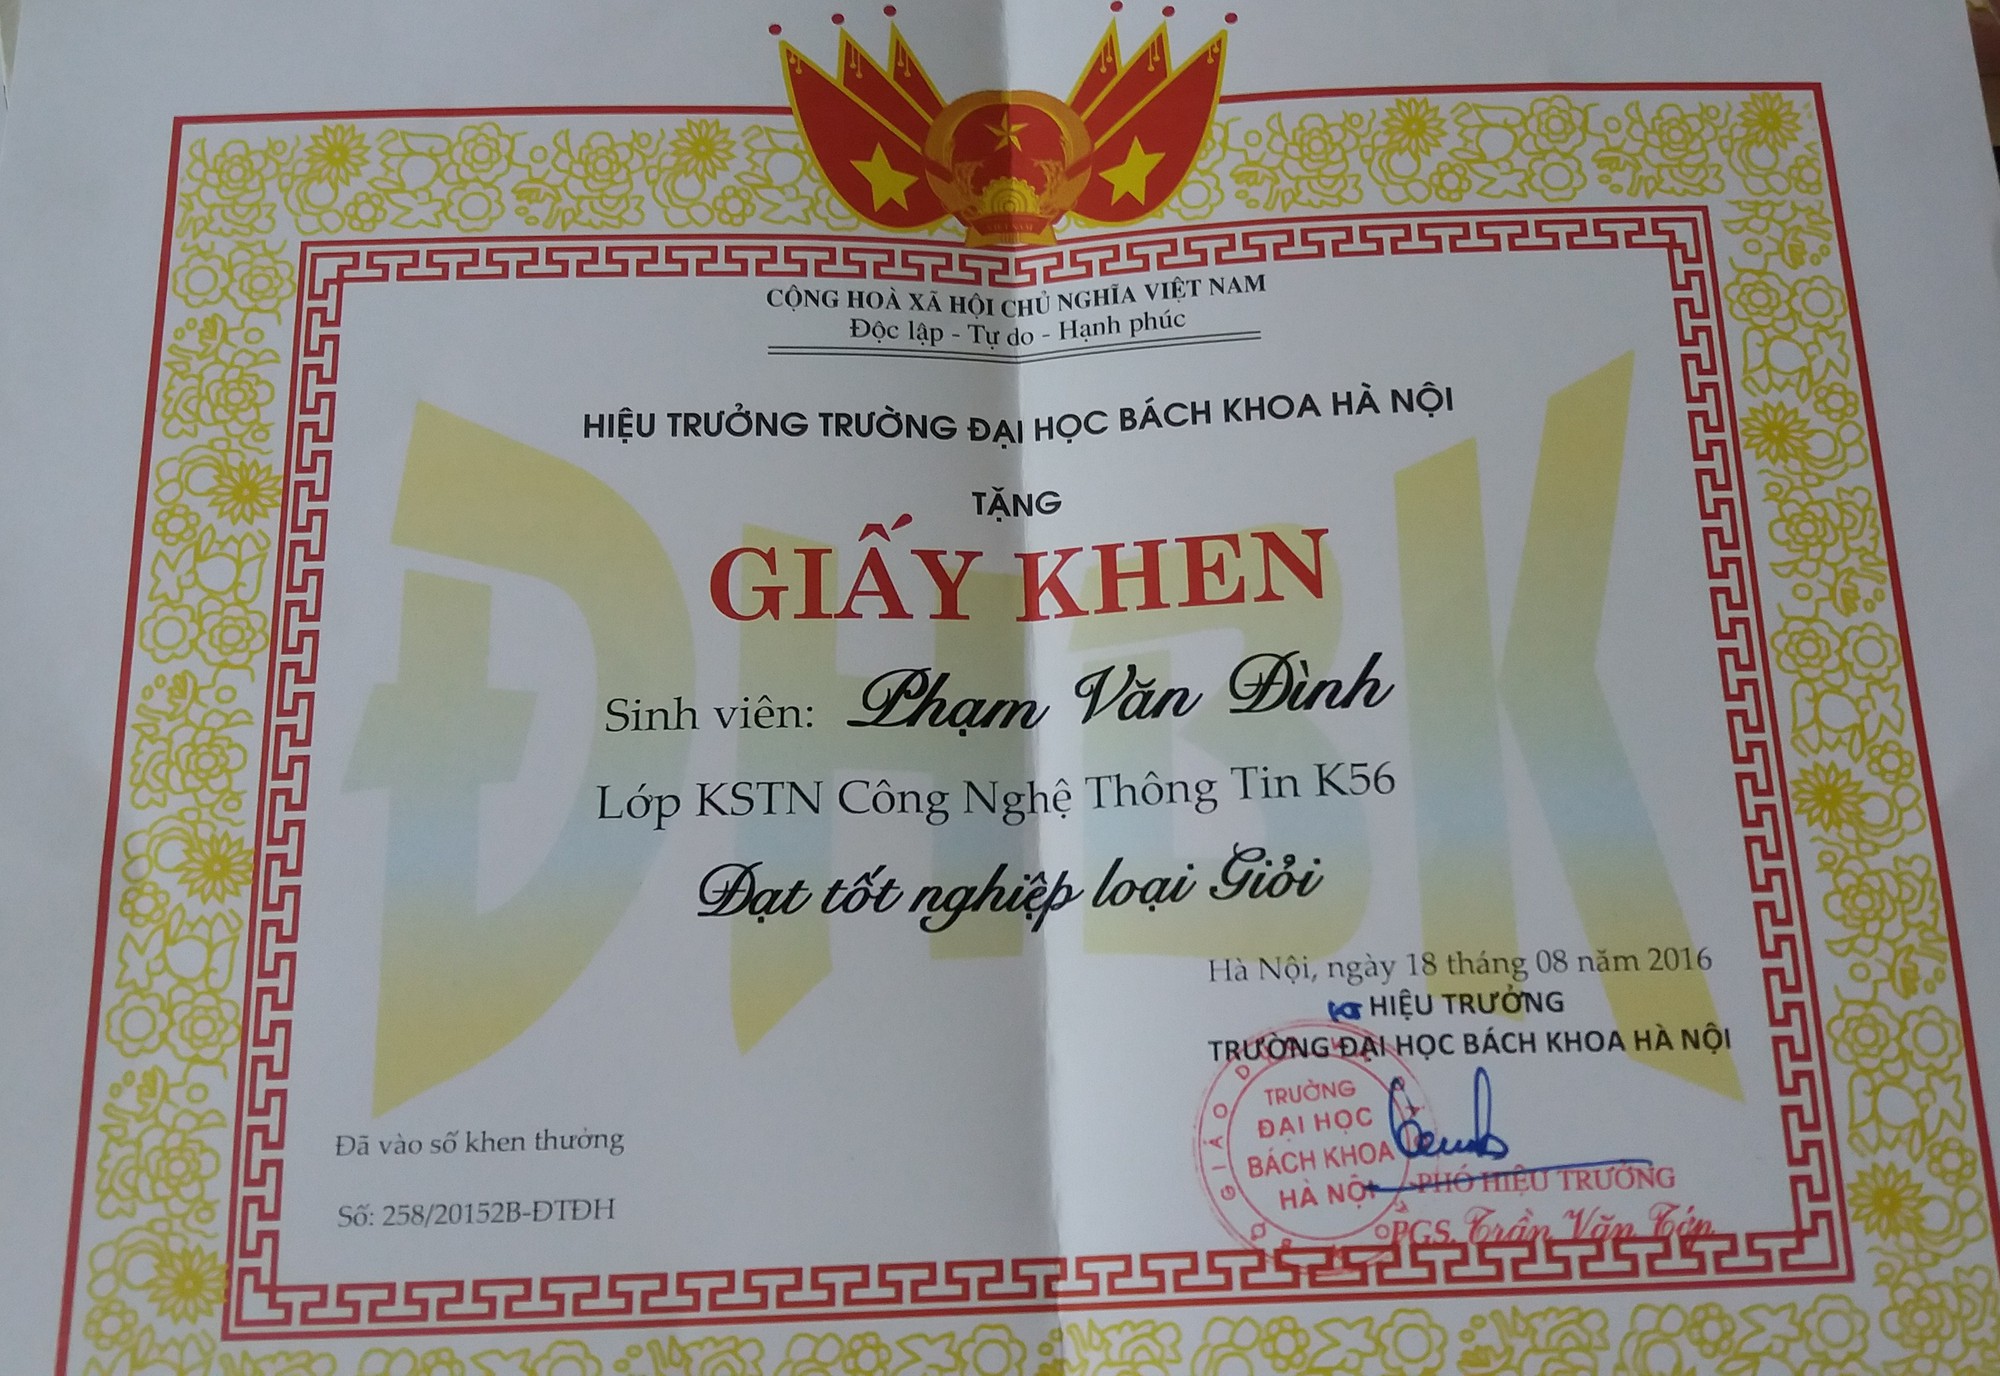 CỘNG HOÀ XÃ HỘI CHỦ NGHĨA VIỆT NAM
Độc lập - Tự do - Hạnh phúc
HIỆU TRƯỞNG TRƯỜNG ĐẠI HỌC BÁCH KHOA HÀ NỘI
TẶNG
GIẤY KHEN
Sinh viên: Phạm Văn Đình
Lớp KSTN Công Nghệ Thông Tin K56
Đạt tốt nghiệp loại Giỏi
ĐHBK
Hà Nội, ngày 18 tháng 08 năm 2016
KT HIỆU TRƯỞNG
TRƯỜNG ĐẠI HỌC BÁCH KHOA HÀ NỘI
TRƯỜNG
ĐẠI HỌC
BÁCH KHOA
HÀ NỘI
PHÓ HIỆU TRƯỞNG
PGS. Trần Văn Tớp
Đã vào số khen thưởng
Số: 258/20152B-ĐTĐH